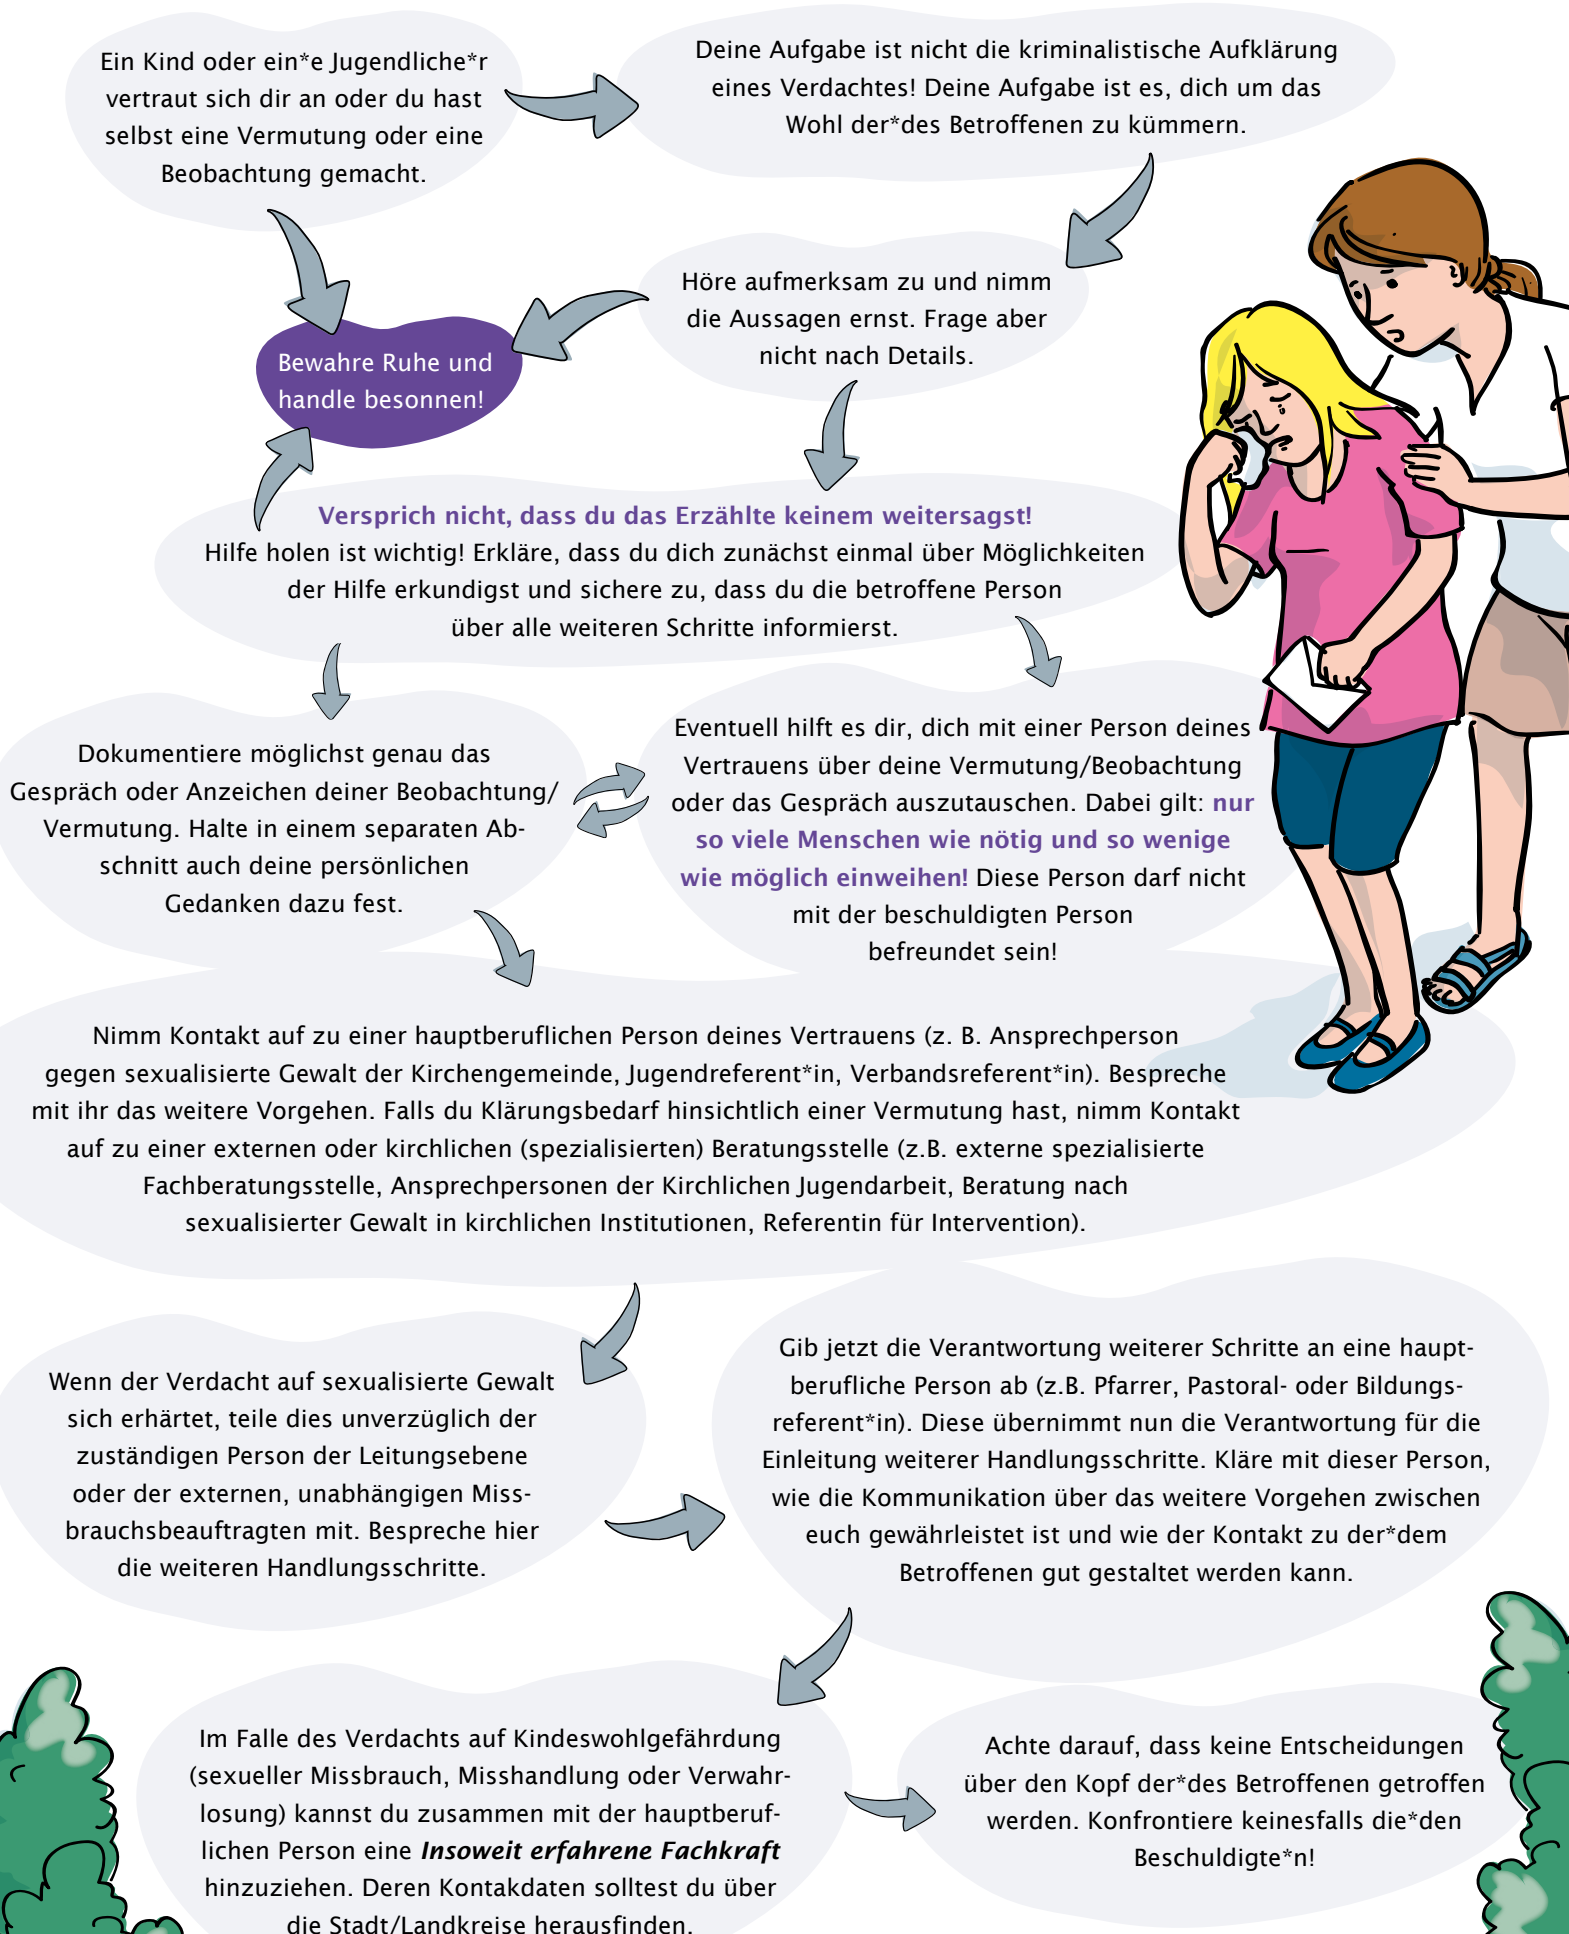 Ein Kind oder ein*e Jugendliche*r
vertraut sich dir an oder du hast
selbst eine Vermutung oder eine
Beobachtung gemacht.
Deine Aufgabe ist nicht die kriminalistische Aufklärung
eines Verdachtes! Deine Aufgabe ist es, dich um das
Wohl der*des Betroffenen zu kümmern.
Höre aufmerksam zu und nimm
die Aussagen ernst. Frage aber
nicht nach Details.
Bewahre Ruhe und
handle besonnen!
Versprich nicht, dass du das Erzählte keinem weitersagst!
Hilfe holen ist wichtig! Erkläre, dass du dich zunächst einmal über Möglichkeiten
der Hilfe erkundigst und sichere zu, dass du die betroffene Person
über alle weiteren Schritte informierst.
Dokumentiere möglichst genau das
Gespräch oder Anzeichen deiner Beobachtung/
Vermutung. Halte in einem separaten Ab-
schnitt auch deine persönlichen
Gedanken dazu fest.
Eventuell hilft es dir, dich mit einer Person deines
Vertrauens über deine Vermutung/Beobachtung
oder das Gespräch auszutauschen. Dabei gilt: nur
so viele Menschen wie nötig und so wenige
wie möglich einweihen! Diese Person darf nicht
mit der beschuldigten Person
befreundet sein!
Nimm Kontakt auf zu einer hauptberuflichen Person deines Vertrauens (z. B. Ansprechperson
gegen sexualisierte Gewalt der Kirchengemeinde, Jugendreferent*in, Verbandsreferent*in). Bespreche
mit ihr das weitere Vorgehen. Falls du Klärungsbedarf hinsichtlich einer Vermutung hast, nimm Kontakt
auf zu einer externen oder kirchlichen (spezialisierten) Beratungsstelle (z.B. externe spezialisierte
Fachberatungsstelle, Ansprechpersonen der Kirchlichen Jugendarbeit, Beratung nach
sexualisierter Gewalt in kirchlichen Institutionen, Referentin für Intervention).
Wenn der Verdacht auf sexualisierte Gewalt
sich erhärtet, teile dies unverzüglich der
zuständigen Person der Leitungsebene
oder der externen, unabhängigen Miss-
brauchsbeauftragten mit. Bespreche hier
die weiteren Handlungsschritte.
Gib jetzt die Verantwortung weiterer Schritte an eine haupt-
berufliche Person ab (z.B. Pfarrer, Pastoral- oder Bildungs-
referent*in). Diese übernimmt nun die Verantwortung für die
Einleitung weiterer Handlungsschritte. Kläre mit dieser Person,
wie die Kommunikation über das weitere Vorgehen zwischen
euch gewährleistet ist und wie der Kontakt zu der*dem
Betroffenen gut gestaltet werden kann.
Im Falle des Verdachts auf Kindeswohlgefährdung
(sexueller Missbrauch, Misshandlung oder Verwahr-
losung) kannst du zusammen mit der hauptberuf-
lichen Person eine Insoweit erfahrene Fachkraft
hinzuziehen. Deren Kontakdaten solltest du über
die Stadt/Landkreise herausfinden.
Achte darauf, dass keine Entscheidungen
über den Kopf der*des Betroffenen getroffen
werden. Konfrontiere keinesfalls die*den
Beschuldigte*n!